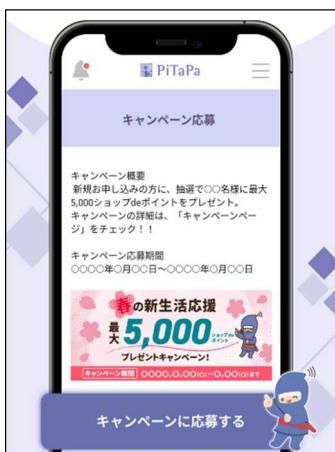 PiTaPa
キャンペーン応募
キャンペーン概要
新規お申し込みの方に、抽選で○○名様に最大
5,000ショップdeポイントをプレゼント。
キャンペーンの詳細は、「キャンペーンペー
ジ」をチェック！！
キャンペーン応募期間
○○○○年○月○○日～○○○○年○月○○日
春の新生活応援
最大5,000ショップdeポイント
プレゼントキャンペーン！
キャンペーン期間 ○○○○.○.○○(○)－○.○○(○)まで
キャンペーンに応募する